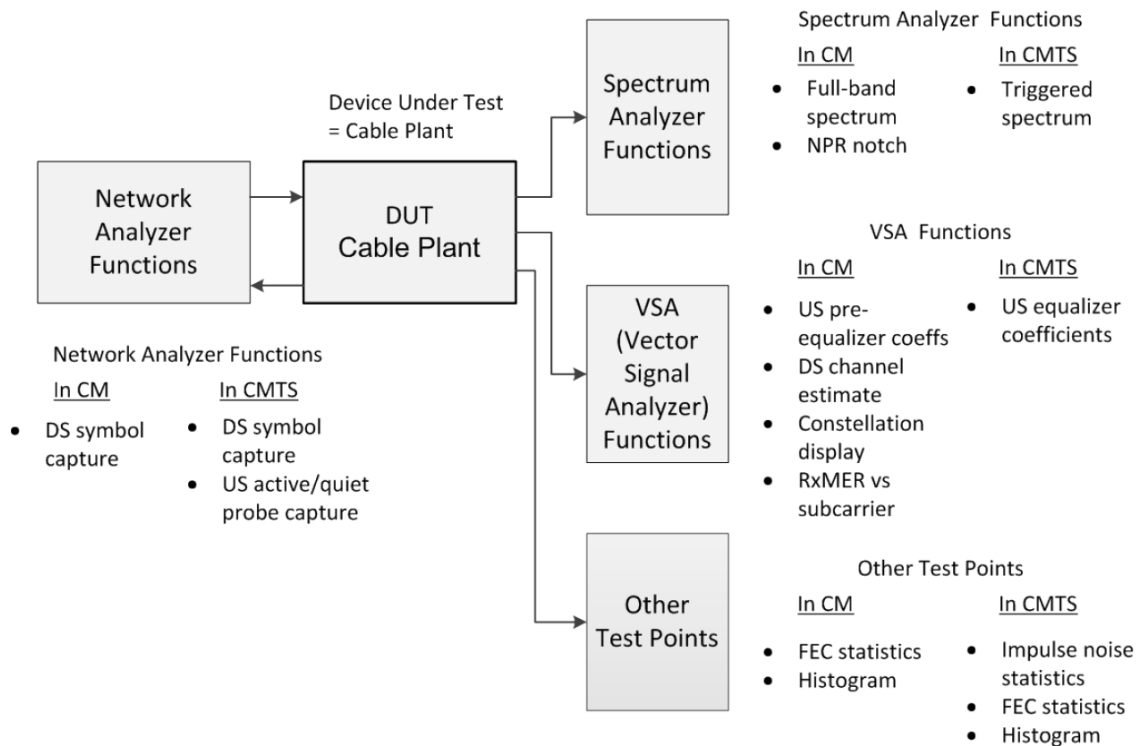 Spectrum Analyzer Functions
In CM
In CMTS
• Full-band
spectrum
• NPR notch
• Triggered
spectrum
Spectrum
Analyzer
Functions
Device Under Test
= Cable Plant
Network
Analyzer
Functions
DUT
Cable Plant
VSA Functions
In CM
In CMTS
• US pre-
equalizer coeffs
• DS channel
estimate
• Constellation
display
• RxMER vs
subcarrier
• US equalizer
coefficients
VSA
(Vector
Signal
Analyzer)
Functions
Network Analyzer Functions
In CM
In CMTS
• DS symbol
capture
• DS symbol
capture
• US active/quiet
probe capture
Other Test Points
In CM
In CMTS
• FEC statistics
• Histogram
• Impulse noise
statistics
• FEC statistics
• Histogram
Other
Test Points